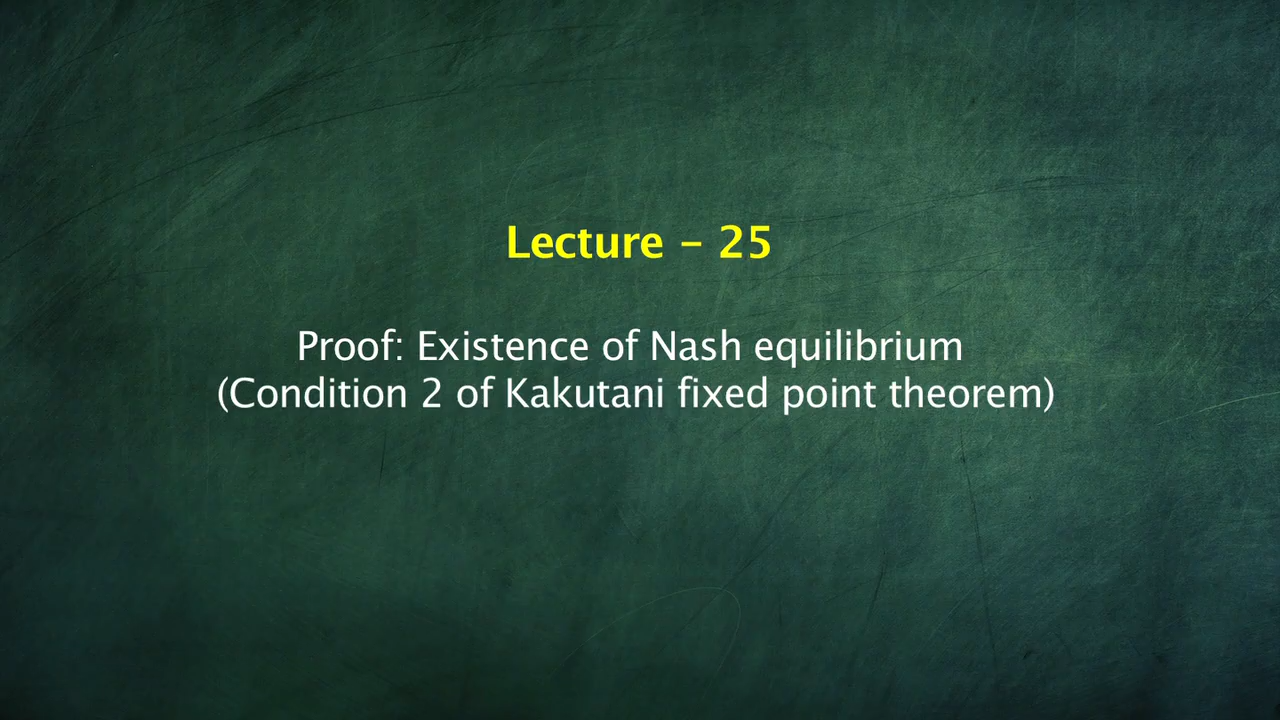 Lecture – 25
Proof: Existence of Nash equilibrium
(Condition 2 of Kakutani fixed point theorem)